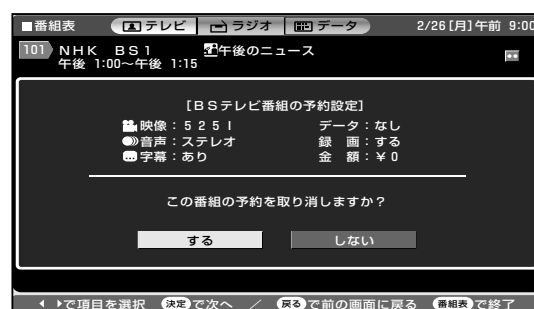 ■番組表 テレビ ラジオ データ 2/26[月]午前 9:00
101 NHK BS1 午後のニュース
午後 1:00～午後 1:15
[BSテレビ番組の予約設定]
映像：525I データ：なし
音声：ステレオ 録 画：する
字幕：あり 金 額：¥0
この番組の予約を取り消しますか？
する しない
で項目を選択 決定で次へ ／ 戻るで前の画面に戻る 番組表で終了